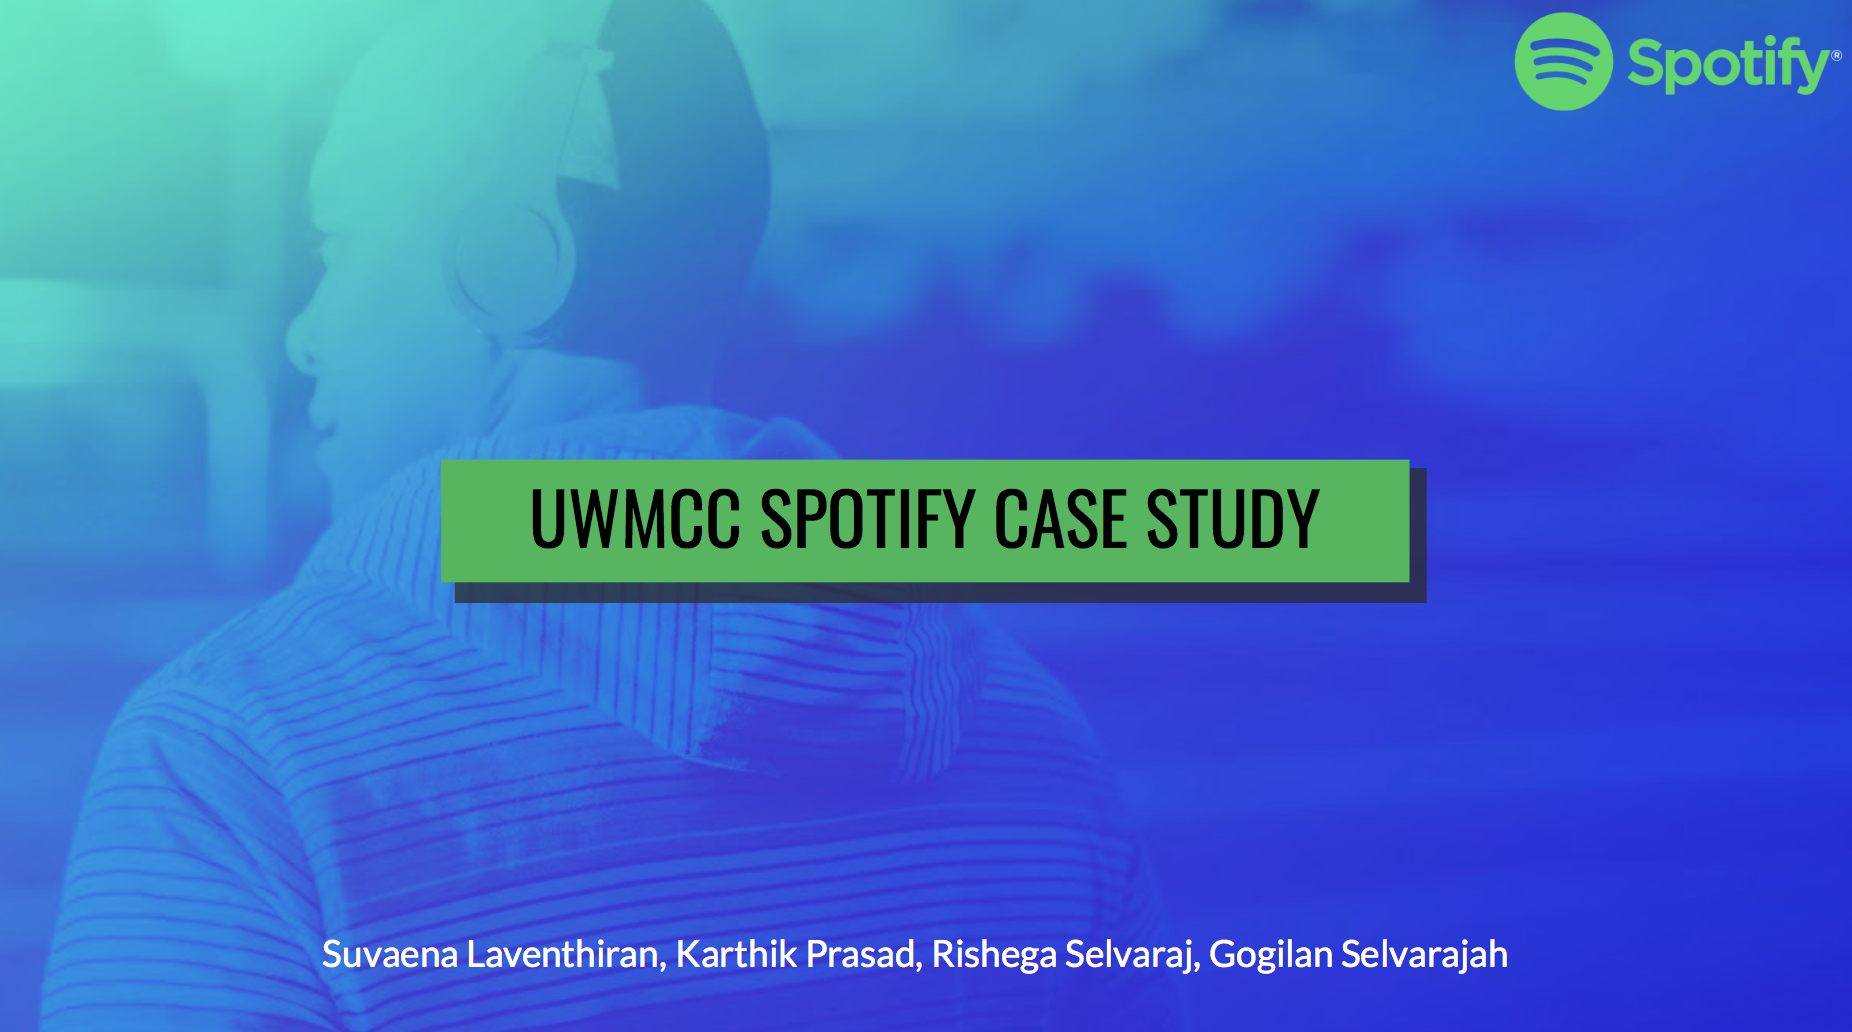 Spotify®
UWMCC SPOTIFY CASE STUDY
Suvaena Laventhiran, Karthik Prasad, Rishega Selvaraj, Gogilan Selvarajah